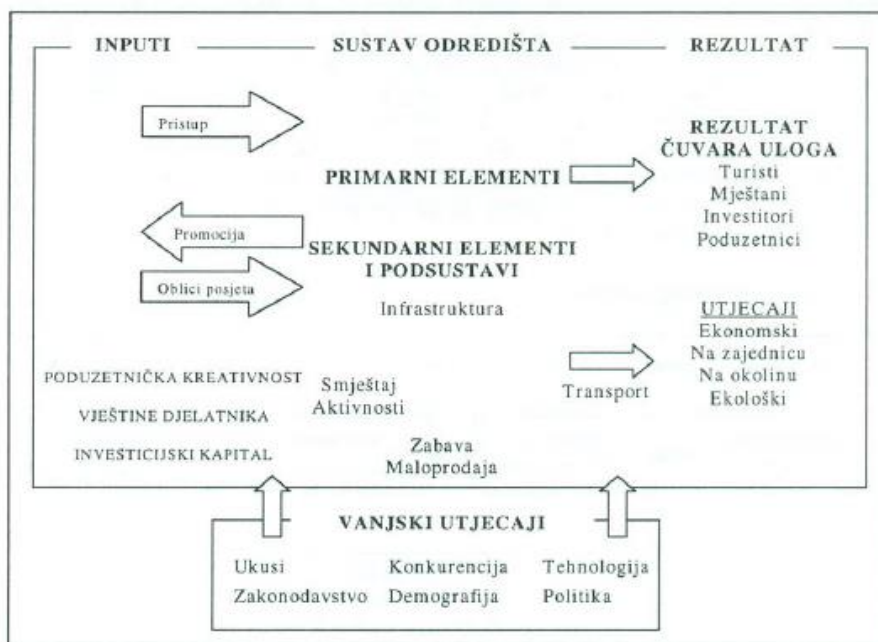 INPUTI SUSTAV ODREDIŠTA REZULTAT
Pristup
REZULTAT
ČUVARA ULOGA
Turisti
Mještani
Investitori
Poduzetnici
PRIMARNI ELEMENTI
Promocija
SEKUNDARNI ELEMENTI
I PODSUSTAVI
Oblici posjeta
Infrastruktura
UTJECAJI
Ekonomski
Na zajednicu
Na okolinu
Ekološki
PODUZETNIČKA KREATIVNOST
VJEŠTINE DJELATNIKA
INVESTICIJSKI KAPITAL
Smještaj
Aktivnosti
Transport
Zabava
Maloprodaja
VANJSKI UTJECAJI
Ukusi Konkurencija Tehnologija
Zakonodavstvo Demografija Politika